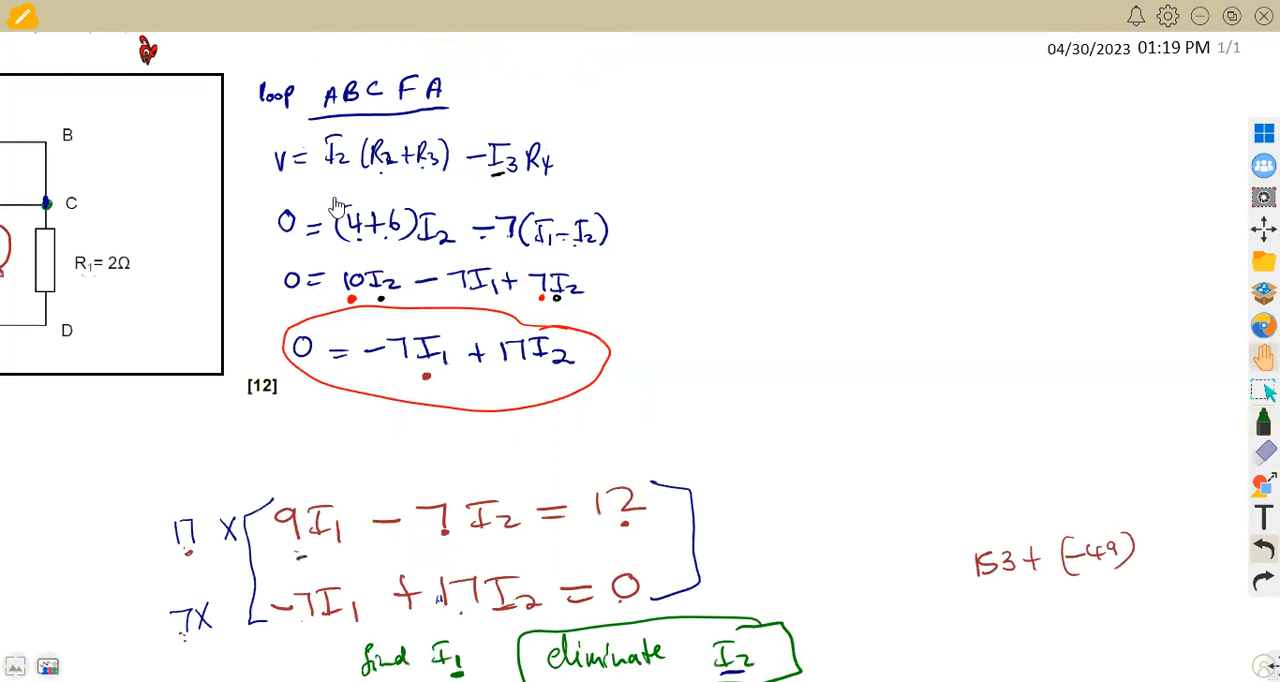 04/30/2023 01:19 PM 1/1
loop ABCFA
B
V = I2 (R2+R3) - I3 R4
C
0 = (4+6)I2 - 7(I1 - I2)
R1= 2Ω
0 = 10I2 - 7I1 + 7I2
D
0 = -7I1 + 17I2
[12]
17 X 9I1 - 7I2 = 12
153 + (-49)
7X -7I1 + 17I2 = 0
find I1 eliminate I2